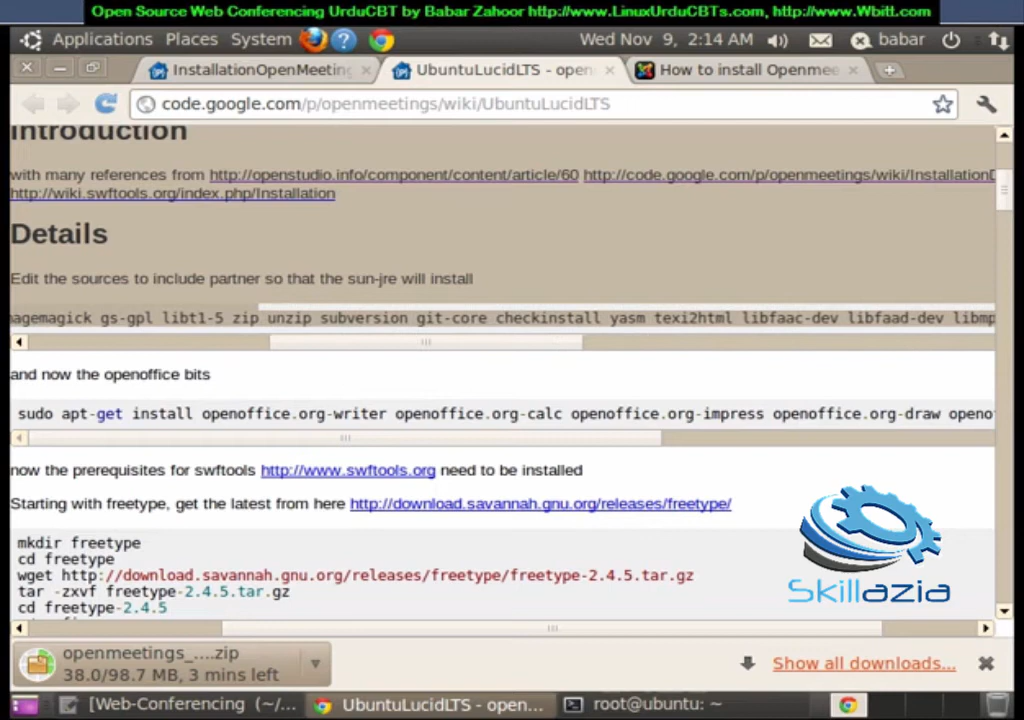 Open Source Web Conferencing UrduCBT by Babar Zahoor http://www.LinuxUrduCBTs.com, http://www.Wbitt.com
Applications Places System Wed Nov 9, 2:14 AM babar
InstallationOpenMeeting UbuntuLucidLTS - open How to install Openmee
code.google.com/p/openmeetings/wiki/UbuntuLucidLTS
Introduction
with many references from http://openstudio.info/component/content/article/60 http://code.google.com/p/openmeetings/wiki/Installation
http://wiki.swftools.org/index.php/Installation
Details
Edit the sources to include partner so that the sun-jre will install
agemagick gs-gpl libt1-5 zip unzip subversion git-core checkinstall yasm texi2html libfaac-dev libfaad-dev libmp
and now the openoffice bits
sudo apt-get install openoffice.org-writer openoffice.org-calc openoffice.org-impress openoffice.org-draw openo
now the prerequisites for swftools http://www.swftools.org need to be installed
Starting with freetype, get the latest from here http://download.savannah.gnu.org/releases/freetype/
mkdir freetype
cd freetype
wget http://download.savannah.gnu.org/releases/freetype/freetype-2.4.5.tar.gz
tar -zxvf freetype-2.4.5.tar.gz
cd freetype-2.4.5
Skillazia
openmeetings_....zip
38.0/98.7 MB, 3 mins left
Show all downloads...
[Web-Conferencing (~/... UbuntuLucidLTS - open... root@ubuntu: ~